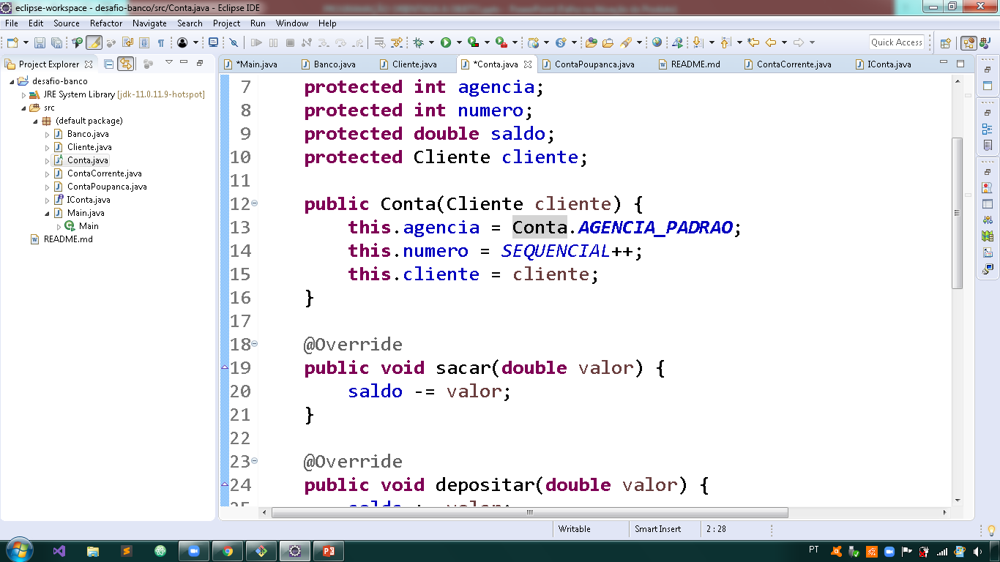 eclipse-workspace - desafio-banco/src/Conta.java - Eclipse IDE
File Edit Source Refactor Navigate Search Project Run Window Help
Quick Access
Project Explorer
*Main.java Banco.java Cliente.java *Conta.java ContaPoupanca.java README.md ContaCorrente.java IConta.java
desafio-banco
JRE System Library [jdk-11.0.11.9-hotspot]
src
(default package)
Banco.java
Cliente.java
Conta.java
ContaCorrente.java
ContaPoupanca.java
IConta.java
Main.java
Main
README.md
7 protected int agencia;
8 protected int numero;
9 protected double saldo;
10 protected Cliente cliente;
11
12 public Conta(Cliente cliente) {
13 this.agencia = Conta.AGENCIA_PADRAO;
14 this.numero = SEQUENCIAL++;
15 this.cliente = cliente;
16 }
17
18 @Override
19 public void sacar(double valor) {
20 saldo -= valor;
21 }
22
23 @Override
24 public void depositar(double valor) {
Writable Smart Insert 2 : 28
PT